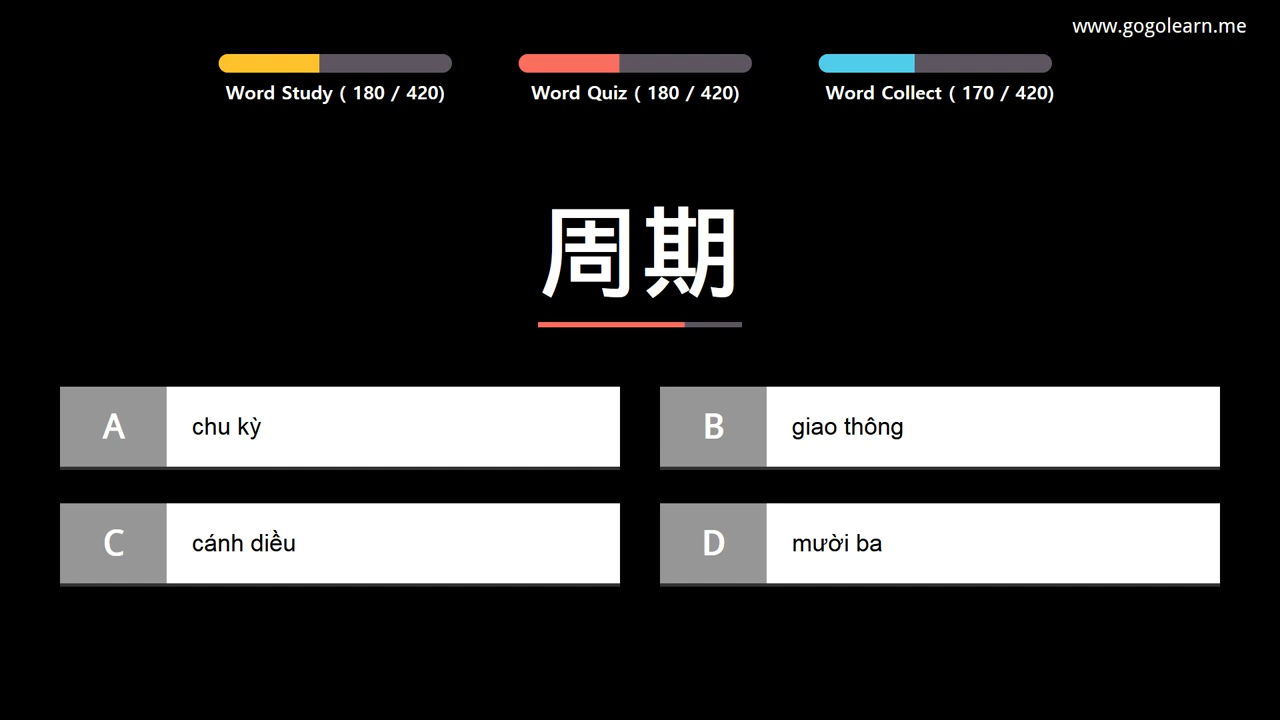 www.gogolearn.me
Word Study ( 180 / 420)
Word Quiz ( 180 / 420)
Word Collect ( 170 / 420)
周期
A chu kỳ
B giao thông
C cánh diều
D mười ba